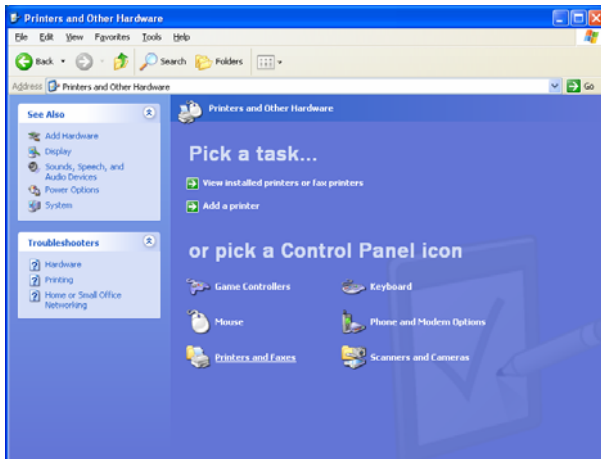 Printers and Other Hardware
File Edit View Favorites Tools Help
Back Search Folders
Address Printers and Other Hardware Go
See Also
Add Hardware
Display
Sounds, Speech, and
Audio Devices
Power Options
System
Troubleshooters
Hardware
Printing
Home or Small Office
Networking
Printers and Other Hardware
Pick a task...
View installed printers or fax printers
Add a printer
or pick a Control Panel icon
Game Controllers Keyboard
Mouse Phone and Modem Options
Printers and Faxes Scanners and Cameras